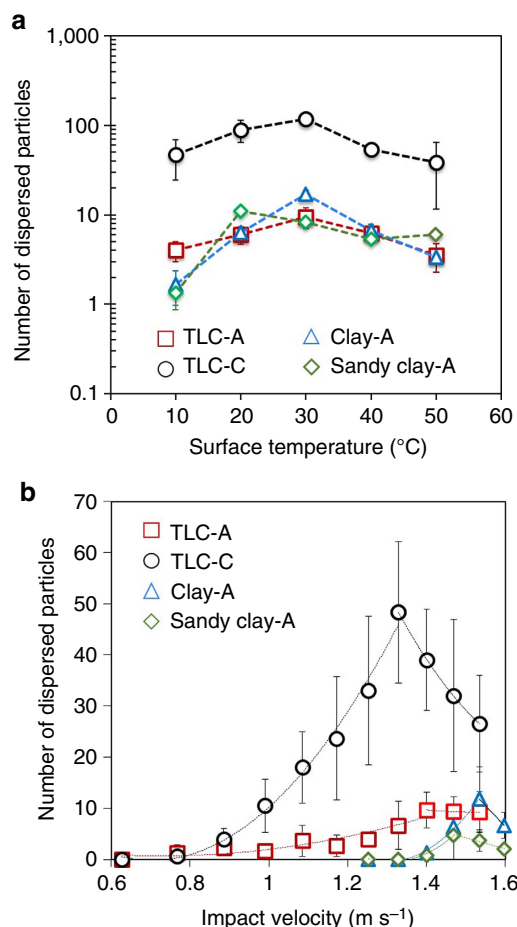 a
1,000
100
10
1
0.1
Number of dispersed particles
TLC-A
Clay-A
TLC-C
Sandy clay-A
0 10 20 30 40 50 60
Surface temperature (°C)
b
70
60
50
40
30
20
10
0
Number of dispersed particles
TLC-A
TLC-C
Clay-A
Sandy clay-A
0.6 0.8 1 1.2 1.4 1.6
Impact velocity (m s⁻¹)